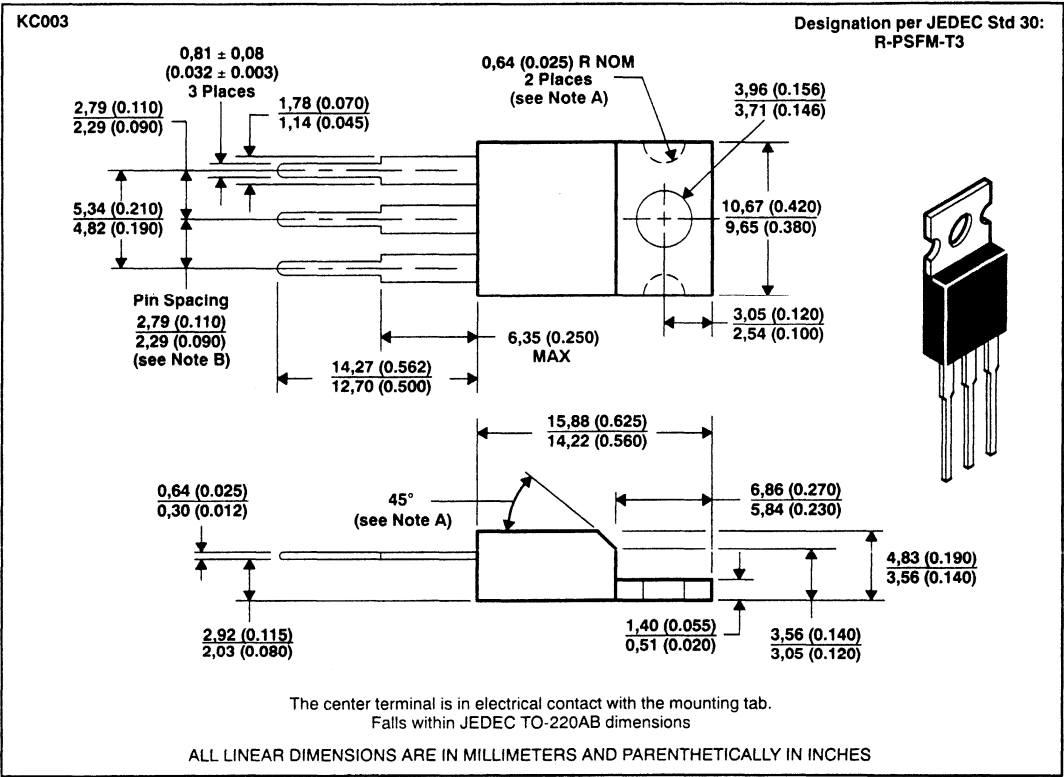 KC003
Designation per JEDEC Std 30:
R-PSFM-T3
0,81 ± 0,08
(0.032 ± 0.003)
3 Places
0,64 (0.025) R NOM
2 Places
(see Note A)
2,79 (0.110)
2,29 (0.090)
1,78 (0.070)
1,14 (0.045)
3,96 (0.156)
3,71 (0.146)
5,34 (0.210)
4,82 (0.190)
10,67 (0.420)
9,65 (0.380)
Pin Spacing
2,79 (0.110)
2,29 (0.090)
(see Note B)
6,35 (0.250)
MAX
3,05 (0.120)
2,54 (0.100)
14,27 (0.562)
12,70 (0.500)
15,88 (0.625)
14,22 (0.560)
0,64 (0.025)
0,30 (0.012)
45°
(see Note A)
6,86 (0.270)
5,84 (0.230)
4,83 (0.190)
3,56 (0.140)
2,92 (0.115)
2,03 (0.080)
1,40 (0.055)
0,51 (0.020)
3,56 (0.140)
3,05 (0.120)
The center terminal is in electrical contact with the mounting tab.
Falls within JEDEC TO-220AB dimensions
ALL LINEAR DIMENSIONS ARE IN MILLIMETERS AND PARENTHETICALLY IN INCHES